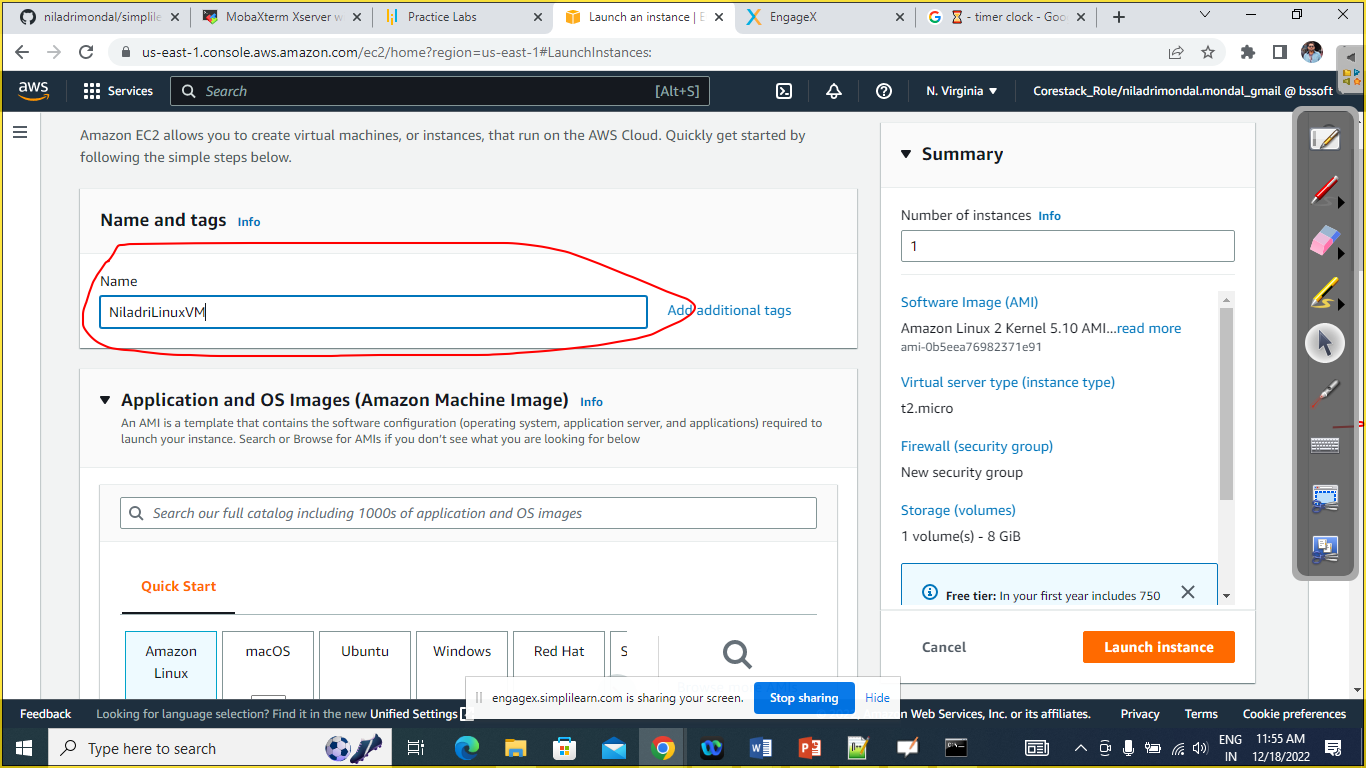 niladrimondal/simplile
MobaXterm Xserver w
Practice Labs
Launch an instance | E
EngageX
- timer clock - Goo
us-east-1.console.aws.amazon.com/ec2/home?region=us-east-1#LaunchInstances:
aws
Services
Search
[Alt+S]
N. Virginia
Corestack_Role/niladrimondal.mondal_gmail @ bssoft
Amazon EC2 allows you to create virtual machines, or instances, that run on the AWS Cloud. Quickly get started by
following the simple steps below.
Name and tags Info
Name
NiladriLinuxVM
Add additional tags
Application and OS Images (Amazon Machine Image) Info
An AMI is a template that contains the software configuration (operating system, application server, and applications) required to
launch your instance. Search or Browse for AMIs if you don't see what you are looking for below
Search our full catalog including 1000s of application and OS images
Quick Start
Amazon
Linux
macOS
Ubuntu
Windows
Red Hat
S
Summary
Number of instances Info
1
Software Image (AMI)
Amazon Linux 2 Kernel 5.10 AMI...read more
ami-0b5eea76982371e91
Virtual server type (instance type)
t2.micro
Firewall (security group)
New security group
Storage (volumes)
1 volume(s) - 8 GiB
Free tier: In your first year includes 750
Cancel
Launch instance
engagex.simplilearn.com is sharing your screen.
Stop sharing
Hide
Feedback
Looking for language selection? Find it in the new Unified Settings
Web Services, Inc. or its affiliates.
Privacy
Terms
Cookie preferences
Type here to search
ENG
IN
11:55 AM
12/18/2022